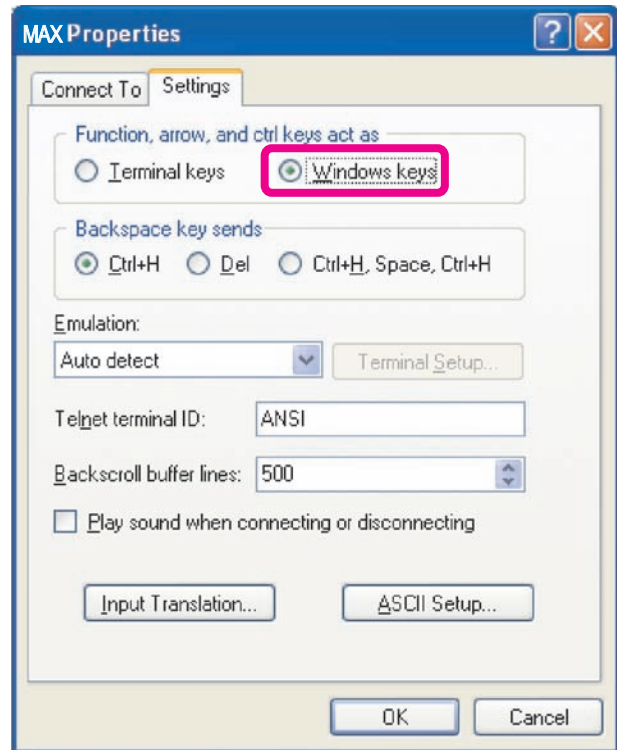 MAX Properties
Connect To Settings
Function, arrow, and ctrl keys act as
Terminal keys Windows keys
Backspace key sends
Ctrl+H Del Ctrl+H, Space, Ctrl+H
Emulation:
Auto detect Terminal Setup...
Telnet terminal ID: ANSI
Backscroll buffer lines: 500
Play sound when connecting or disconnecting
Input Translation... ASCII Setup...
OK Cancel